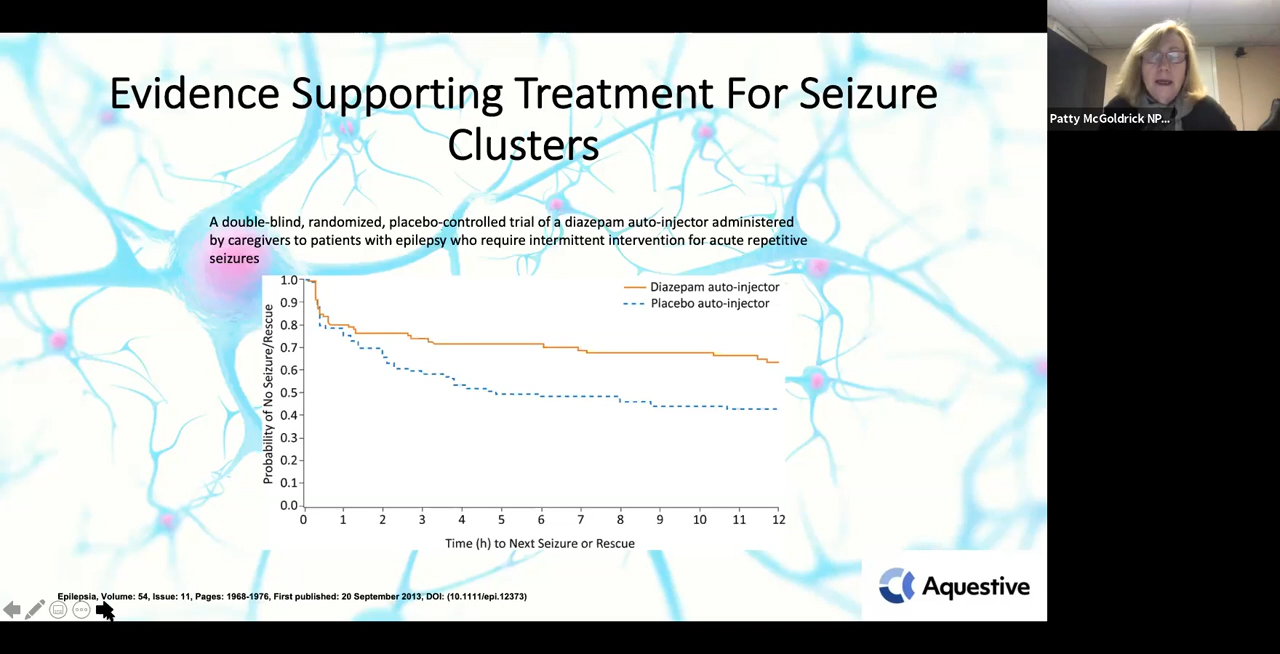 Evidence Supporting Treatment For Seizure
Clusters
Patty McGoldrick NP...
A double-blind, randomized, placebo-controlled trial of a diazepam auto-injector administered
by caregivers to patients with epilepsy who require intermittent intervention for acute repetitive
seizures
Diazepam auto-injector
Placebo auto-injector
Probability of No Seizure/Rescue
1.0
0.9
0.8
0.7
0.6
0.5
0.4
0.3
0.2
0.1
0.0
0 1 2 3 4 5 6 7 8 9 10 11 12
Time (h) to Next Seizure or Rescue
Aquestive
Epilepsia, Volume: 54, Issue: 11, Pages: 1968-1976, First published: 20 September 2013, DOI: (10.1111/epi.12373)